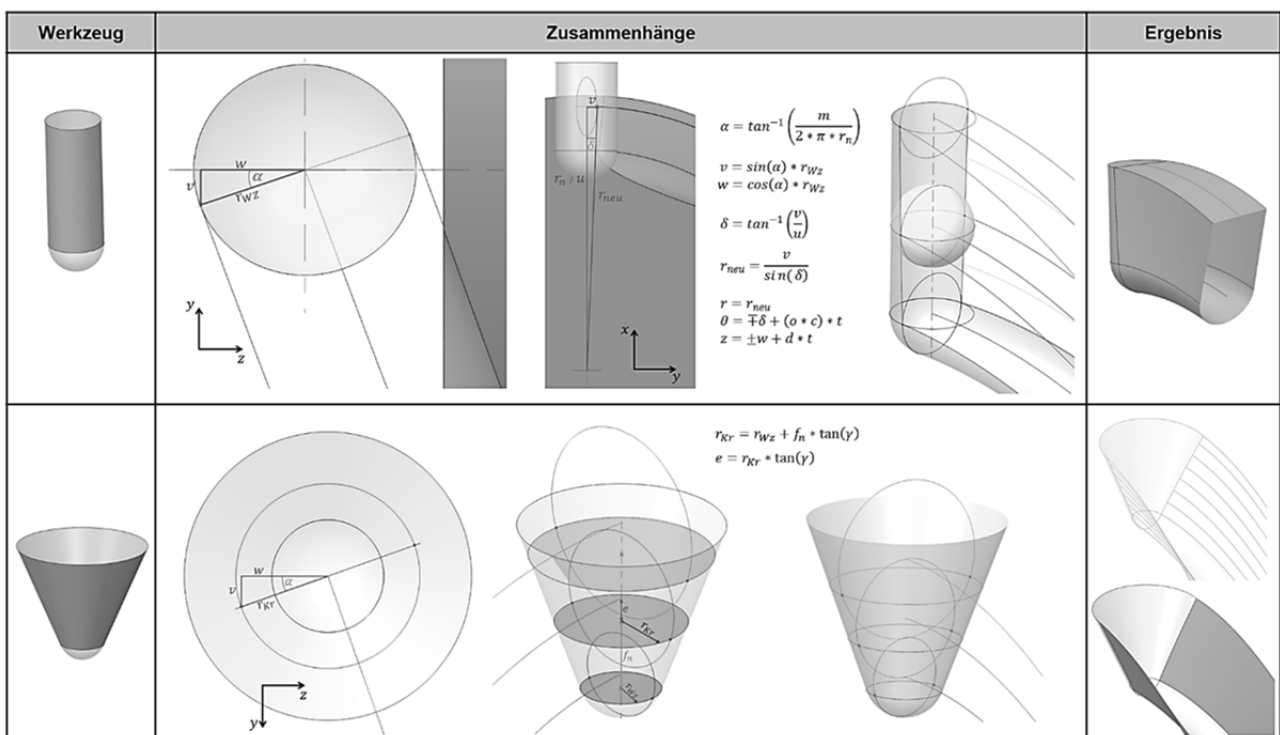 Werkzeug
Zusammenhänge
Ergebnis
w
v
α
r_Wz
y
z
v
δ
r_n / u
r_neu
x
y
α = tan⁻¹(m / (2 * π * r_n))
v = sin(α) * r_Wz
w = cos(α) * r_Wz
δ = tan⁻¹(v / u)
r_neu = v / sin(δ)
r = r_neu
θ = ∓δ + (o * c) * t
z = ±w + d * t
w
v
α
r_Kr
z
y
e
r_Kr
f_n
r_Wz
r_Kr = r_Wz + f_n * tan(γ)
e = r_Kr * tan(γ)